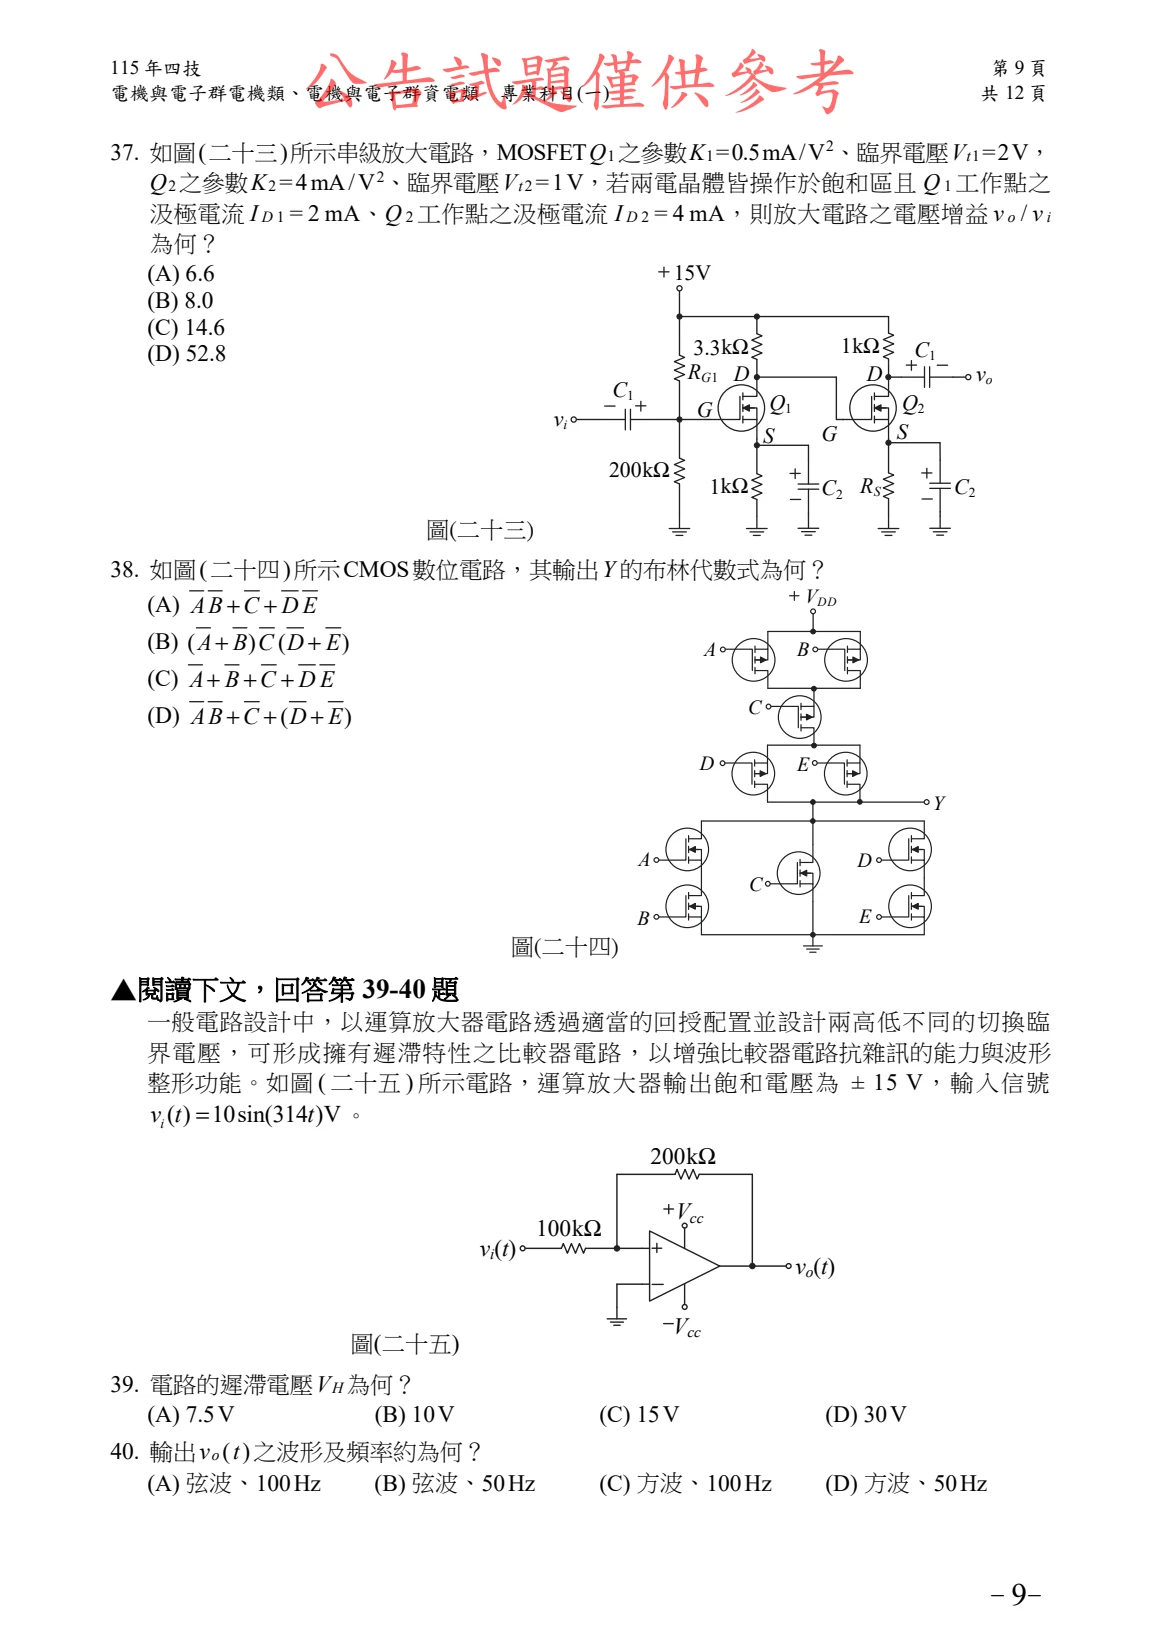 115 年四技
公告試題僅供參考
第 9 頁
電機與電子群電機類、電機與電子群資電類 專業科目(一)
共 12 頁
37. 如圖(二十三)所示串級放大電路，MOSFET Q1之參數K1=0.5mA/V²、臨界電壓Vt1=2V，
Q2之參數K2=4mA/V²、臨界電壓Vt2=1V，若兩電晶體皆操作於飽和區且 Q1工作點之
汲極電流 ID1 = 2 mA、Q2工作點之汲極電流 ID2 = 4 mA，則放大電路之電壓增益 vo / vi
為何？
(A) 6.6
(B) 8.0
(C) 14.6
(D) 52.8
+15V
3.3kΩ
1kΩ
C1
+ −
RG1
D
D
vo
C1
− +
G
Q1
Q2
vi
S
G
S
200kΩ
1kΩ
+
−
C2
RS
+
−
C2
圖(二十三)
38. 如圖(二十四)所示CMOS數位電路，其輸出Y的布林代數式為何？
(A) A̅ B̅ + C̅ + D̅ E̅
(B) (A̅ + B̅) C̅ (D̅ + E̅)
(C) A̅ + B̅ + C̅ + D̅ E̅
(D) A̅ B̅ + C̅ + (D̅ + E̅)
+ VDD
A
B
C
D
E
Y
A
D
C
B
E
圖(二十四)
▲閱讀下文，回答第 39-40 題
一般電路設計中，以運算放大器電路透過適當的回授配置並設計兩高低不同的切換臨
界電壓，可形成擁有遲滯特性之比較器電路，以增強比較器電路抗雜訊的能力與波形
整形功能。如圖(二十五)所示電路，運算放大器輸出飽和電壓為 ± 15 V，輸入信號
vi(t) = 10sin(314t)V 。
200kΩ
+Vcc
100kΩ
vi(t)
+
−
vo(t)
−Vcc
圖(二十五)
39. 電路的遲滯電壓VH為何？
(A) 7.5V (B) 10V (C) 15V (D) 30V
40. 輸出vo(t)之波形及頻率約為何？
(A) 弦波、100Hz (B) 弦波、50Hz (C) 方波、100Hz (D) 方波、50Hz
− 9−